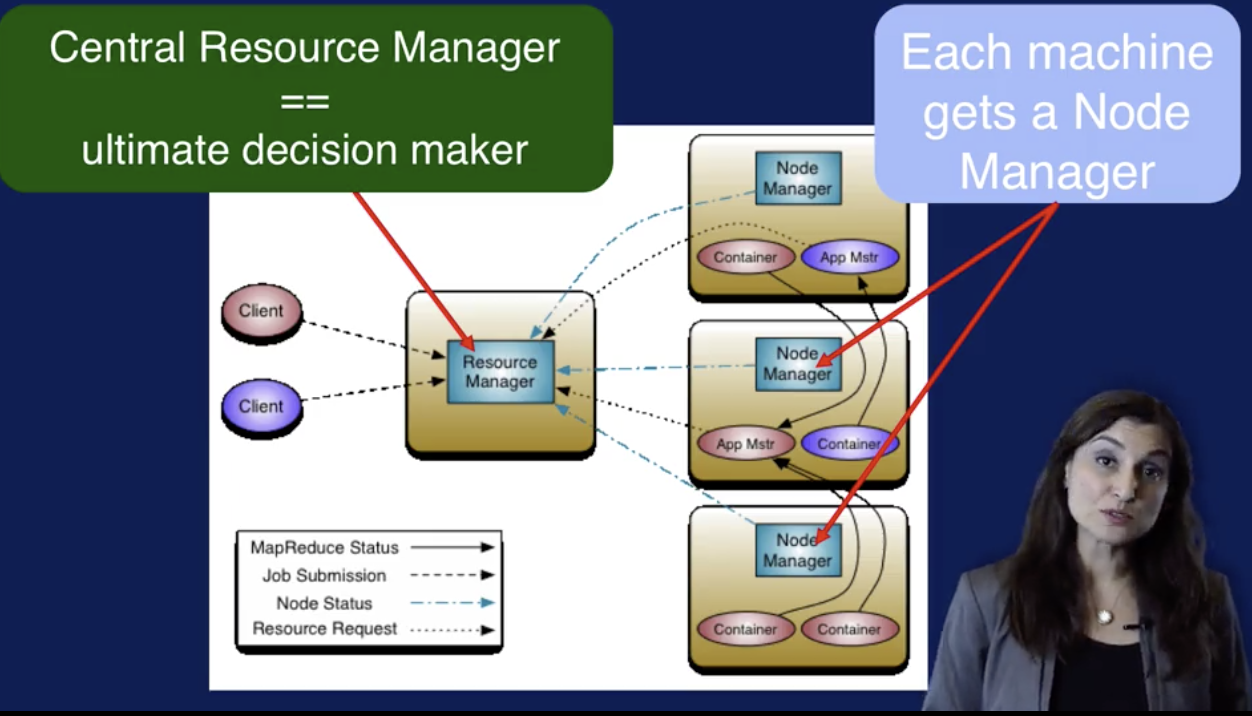 Central Resource Manager
==
ultimate decision maker
Each machine
gets a Node
Manager
Node
Manager
Container
App Mstr
Client
Resource
Manager
Node
Manager
Client
App Mstr
Container
Node
Manager
MapReduce Status
Job Submission
Node Status
Resource Request
Container
Container